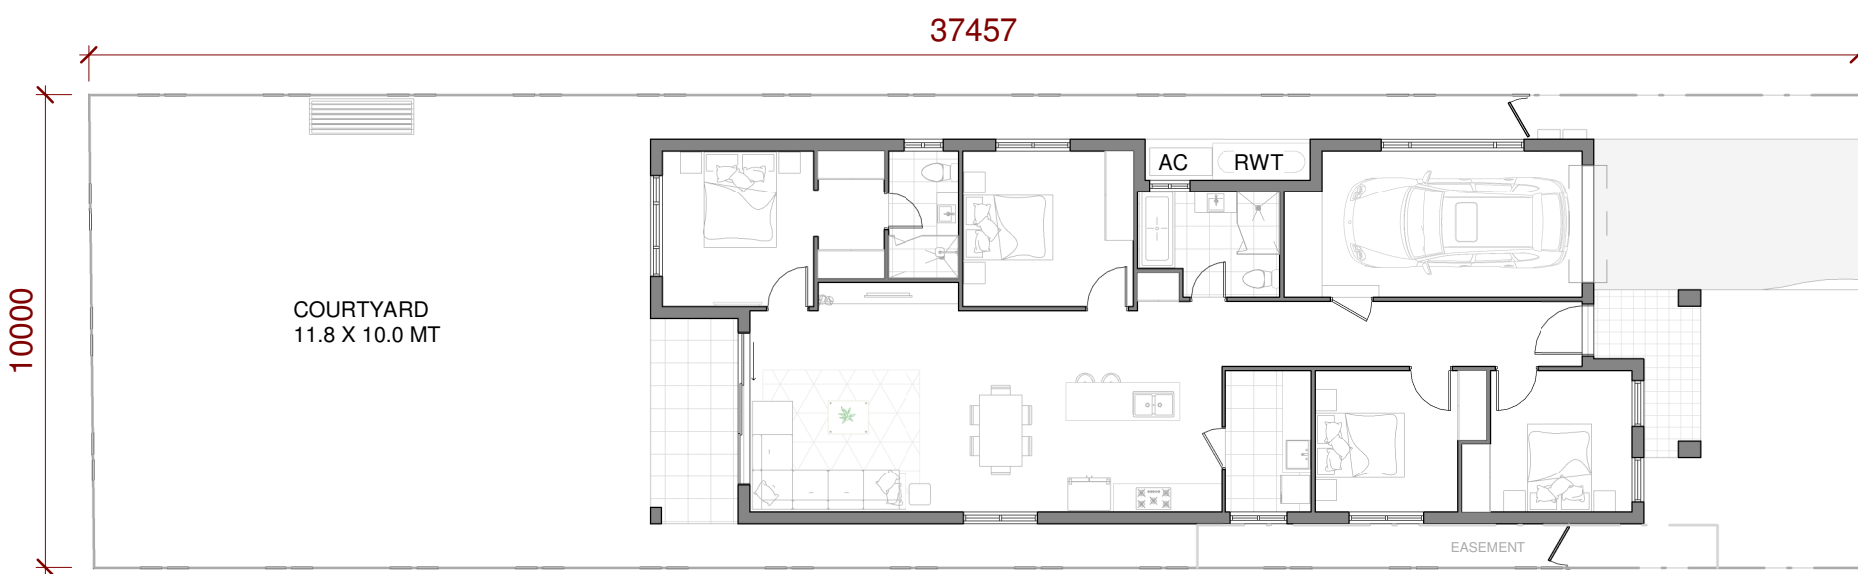 37457
10000
AC
RWT
COURTYARD
11.8 X 10.0 MT
EASEMENT